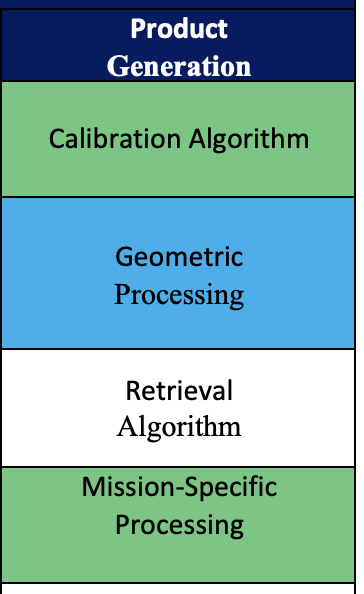 Product
Generation
Calibration Algorithm
Geometric
Processing
Retrieval
Algorithm
Mission-Specific
Processing